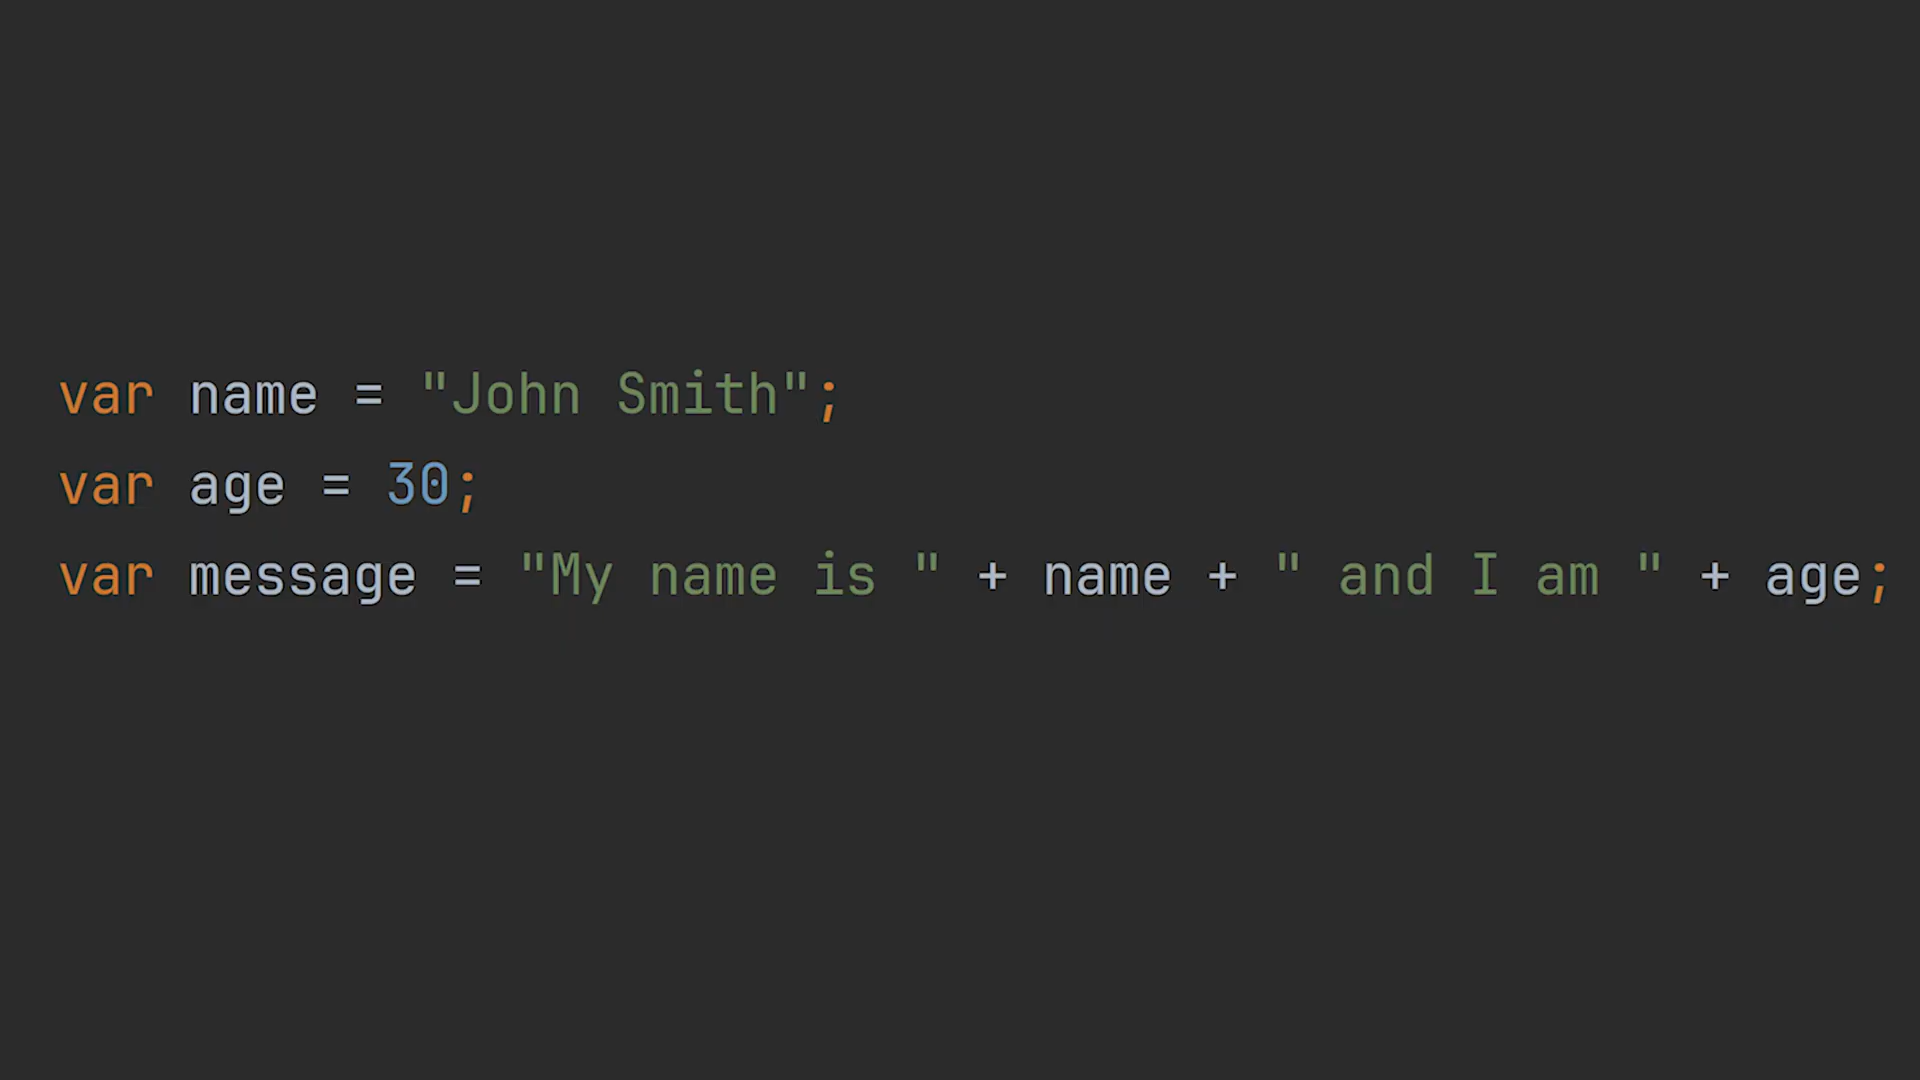 var name = "John Smith";
var age = 30;
var message = "My name is " + name + " and I am " + age;